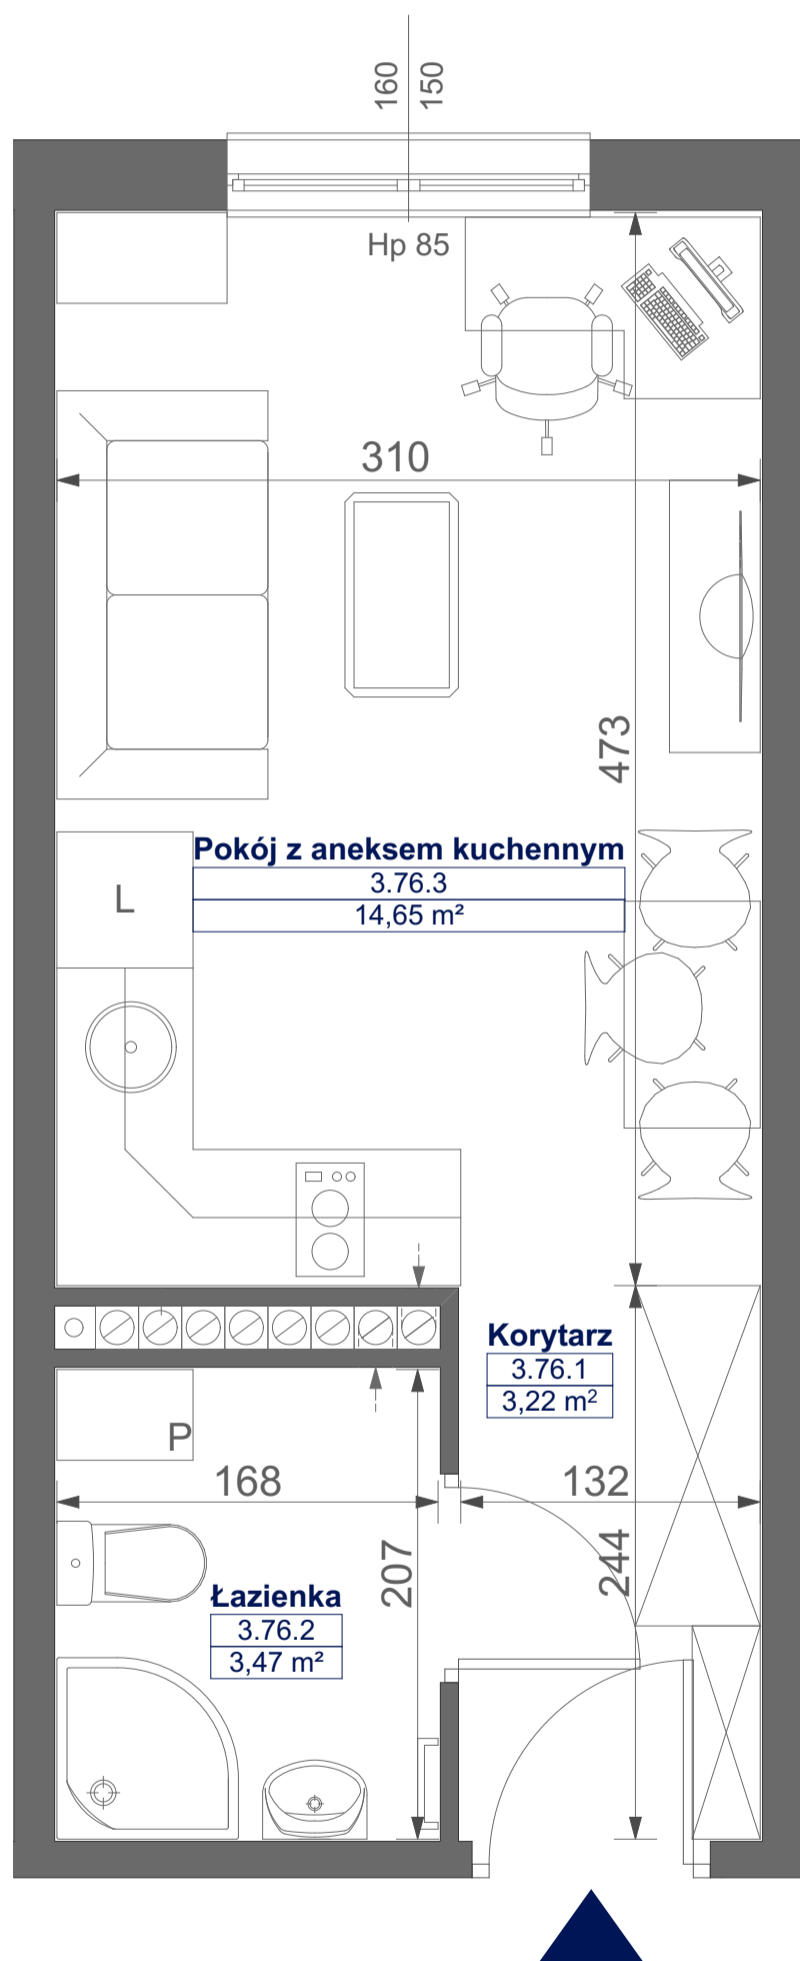 160
150
Hp 85
310
473
Pokój z aneksem kuchennym
3.76.3
14,65 m²
L
Korytarz
3.76.1
3,22 m²
P
168
132
207
244
Łazienka
3.76.2
3,47 m²